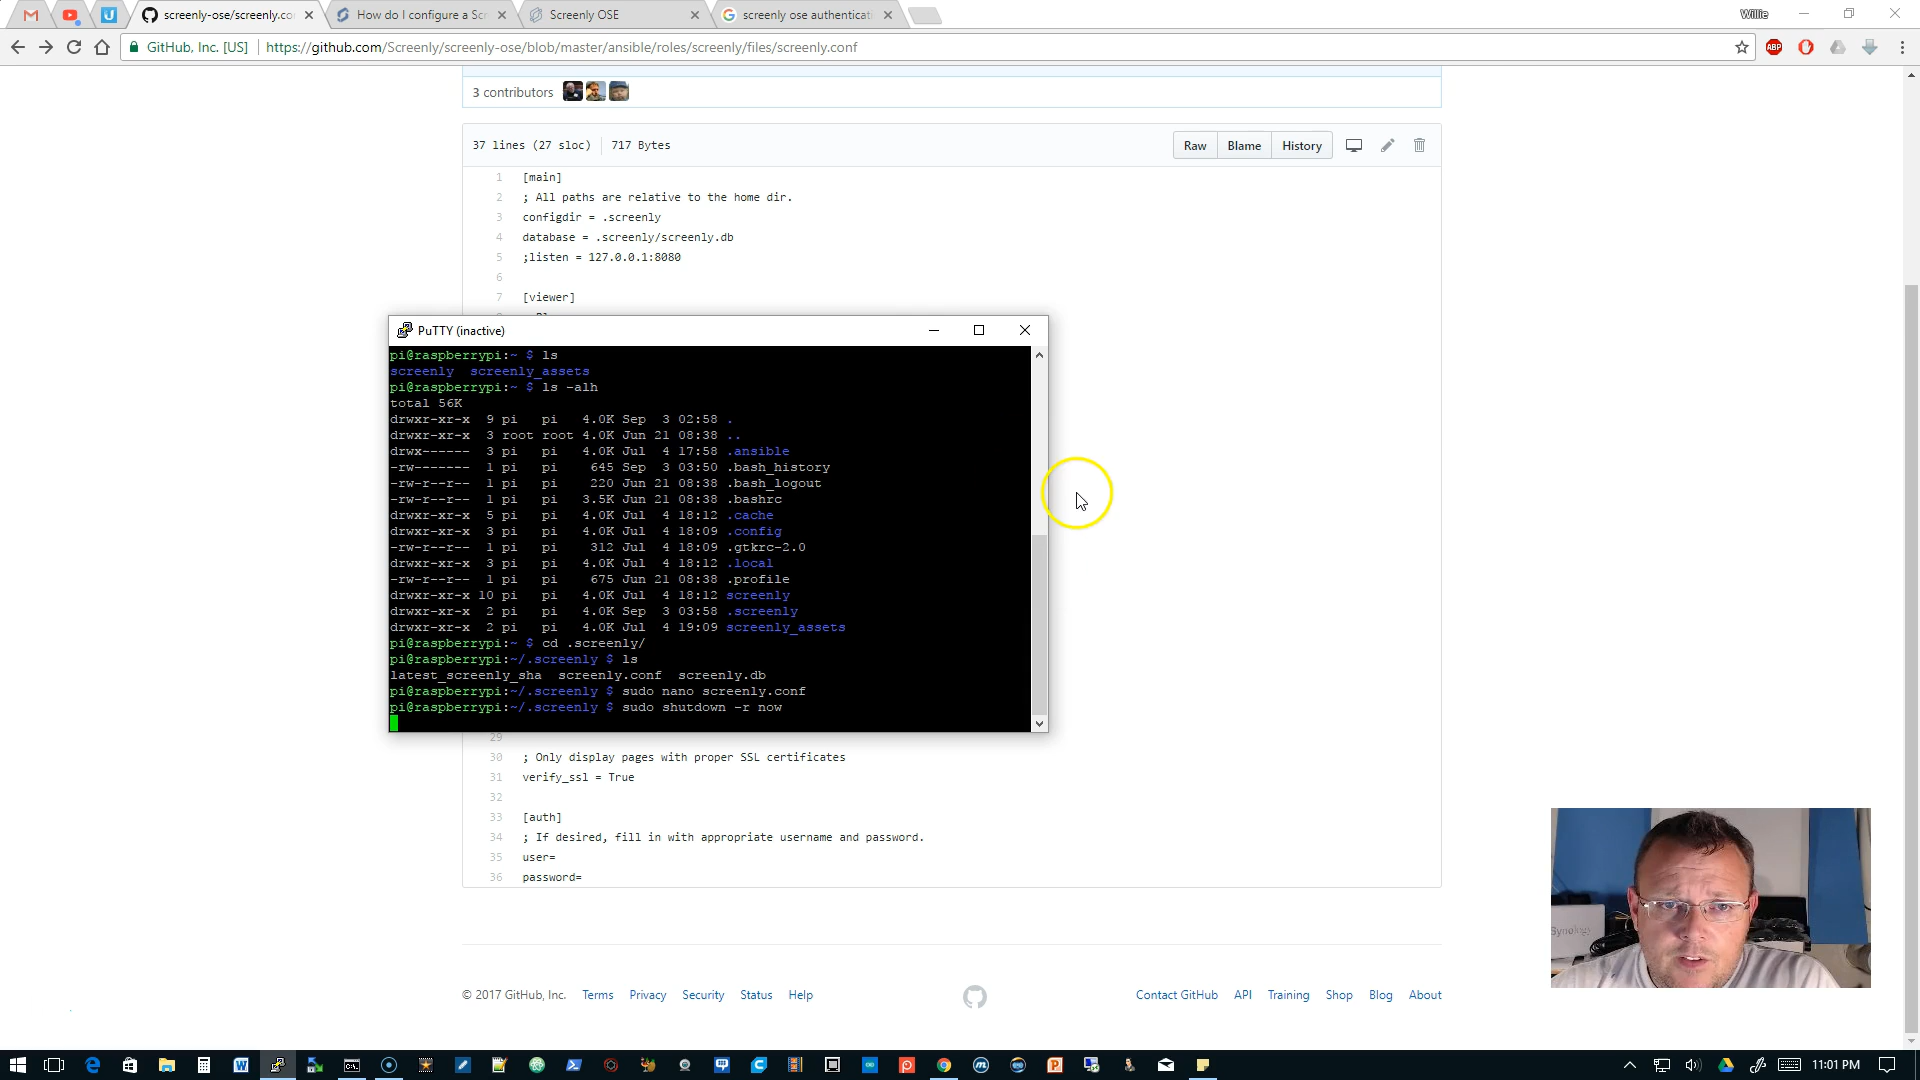 screenly-ose/screenly.co
How do I configure a Scr
Screenly OSE
screenly ose authenticati
Willie
GitHub, Inc. [US]
https://github.com/Screenly/screenly-ose/blob/master/ansible/roles/screenly/files/screenly.conf
ABP
3 contributors
37 lines (27 sloc)
717 Bytes
Raw
Blame
History
1 [main]
2 ; All paths are relative to the home dir.
3 configdir = .screenly
4 database = .screenly/screenly.db
5 ;listen = 127.0.0.1:8080
6
7 [viewer]
PuTTY (inactive)
pi@raspberrypi:~ $ ls
screenly screenly_assets
pi@raspberrypi:~ $ ls -alh
total 56K
drwxr-xr-x 9 pi pi 4.0K Sep 3 02:58 .
drwxr-xr-x 3 root root 4.0K Jun 21 08:38 ..
drwx------ 3 pi pi 4.0K Jul 4 17:58 .ansible
-rw------- 1 pi pi 645 Sep 3 03:50 .bash_history
-rw-r--r-- 1 pi pi 220 Jun 21 08:38 .bash_logout
-rw-r--r-- 1 pi pi 3.5K Jun 21 08:38 .bashrc
drwxr-xr-x 5 pi pi 4.0K Jul 4 18:12 .cache
drwxr-xr-x 3 pi pi 4.0K Jul 4 18:09 .config
-rw-r--r-- 1 pi pi 312 Jul 4 18:09 .gtkrc-2.0
drwxr-xr-x 3 pi pi 4.0K Jul 4 18:12 .local
-rw-r--r-- 1 pi pi 675 Jun 21 08:38 .profile
drwxr-xr-x 10 pi pi 4.0K Jul 4 18:12 screenly
drwxr-xr-x 2 pi pi 4.0K Sep 3 03:58 .screenly
drwxr-xr-x 2 pi pi 4.0K Jul 4 19:09 screenly_assets
pi@raspberrypi:~ $ cd .screenly/
pi@raspberrypi:~/.screenly $ ls
latest_screenly_sha screenly.conf screenly.db
pi@raspberrypi:~/.screenly $ sudo nano screenly.conf
pi@raspberrypi:~/.screenly $ sudo shutdown -r now
29
30 ; Only display pages with proper SSL certificates
31 verify_ssl = True
32
33 [auth]
34 ; If desired, fill in with appropriate username and password.
35 user=
36 password=
Synology
© 2017 GitHub, Inc.
Terms
Privacy
Security
Status
Help
Contact GitHub
API
Training
Shop
Blog
About
11:01 PM